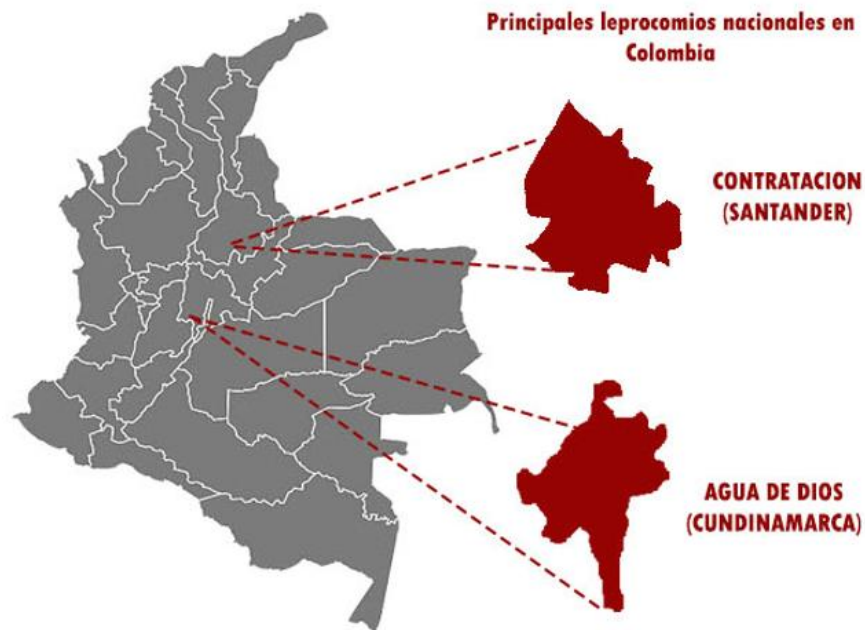 Principales leprocomios nacionales en
Colombia
CONTRATACION
(SANTANDER)
AGUA DE DIOS
(CUNDINAMARCA)